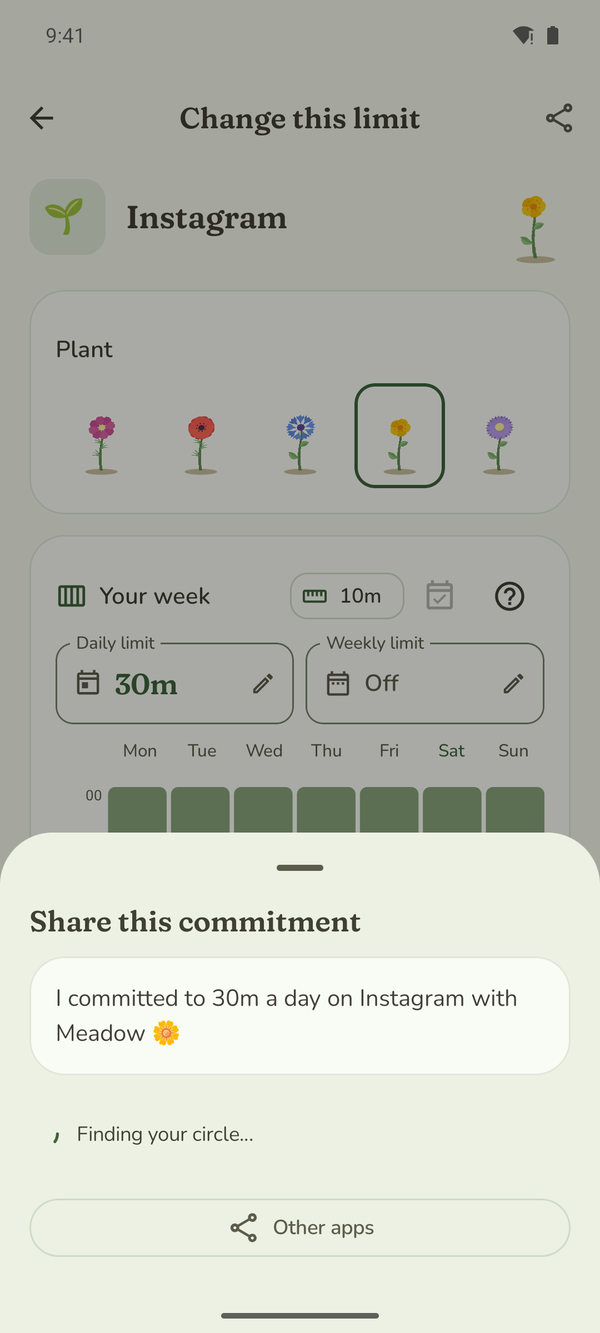 9:41
Change this limit
Instagram
Plant
Your week
10m
Daily limit
Weekly limit
30m
Off
Mon Tue Wed Thu Fri Sat Sun
00
Share this commitment
I committed to 30m a day on Instagram with
Meadow 🌼
Finding your circle...
Other apps